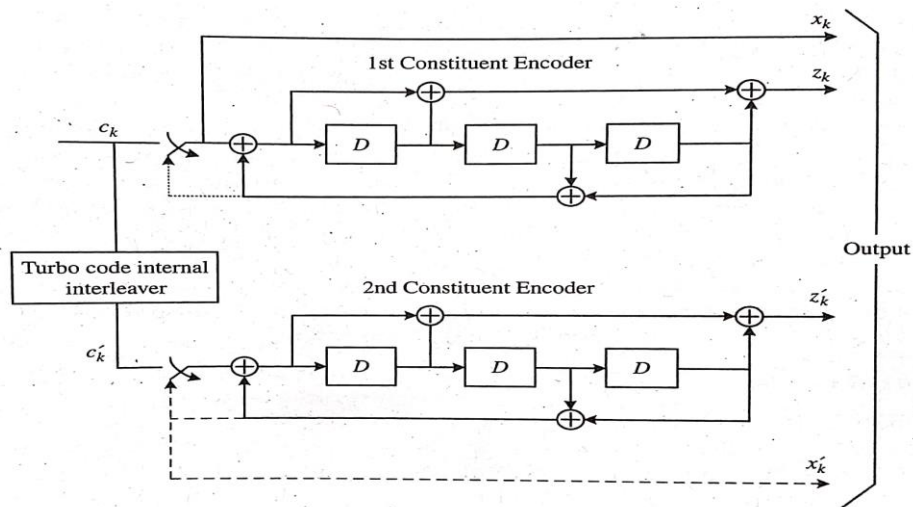 x_k
1st Constituent Encoder
z_k
c_k
D
D
D
Output
Turbo code internal
interleaver
2nd Constituent Encoder
z′_k
c′_k
D
D
D
x′_k